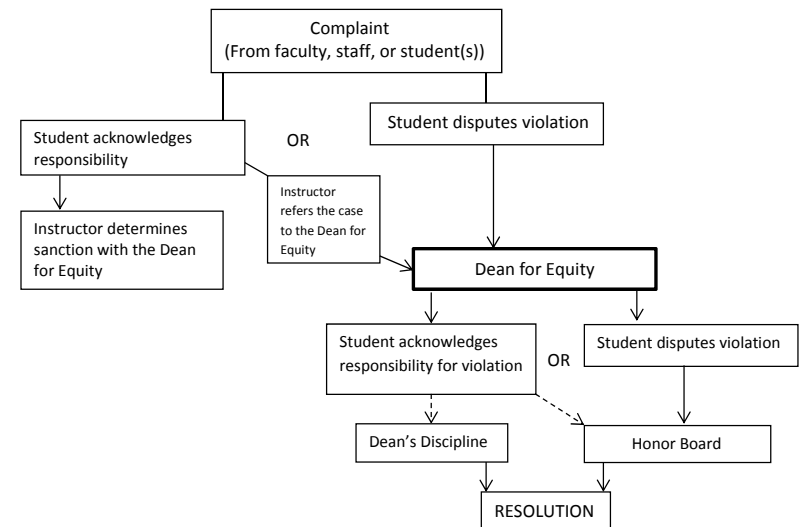 Complaint
(From faculty, staff, or student(s))
Student acknowledges
responsibility
OR
Student disputes violation
Instructor determines
sanction with the Dean
for Equity
Instructor
refers the case
to the Dean for
Equity
Dean for Equity
Student acknowledges
responsibility for violation
OR
Student disputes violation
Dean’s Discipline
Honor Board
RESOLUTION